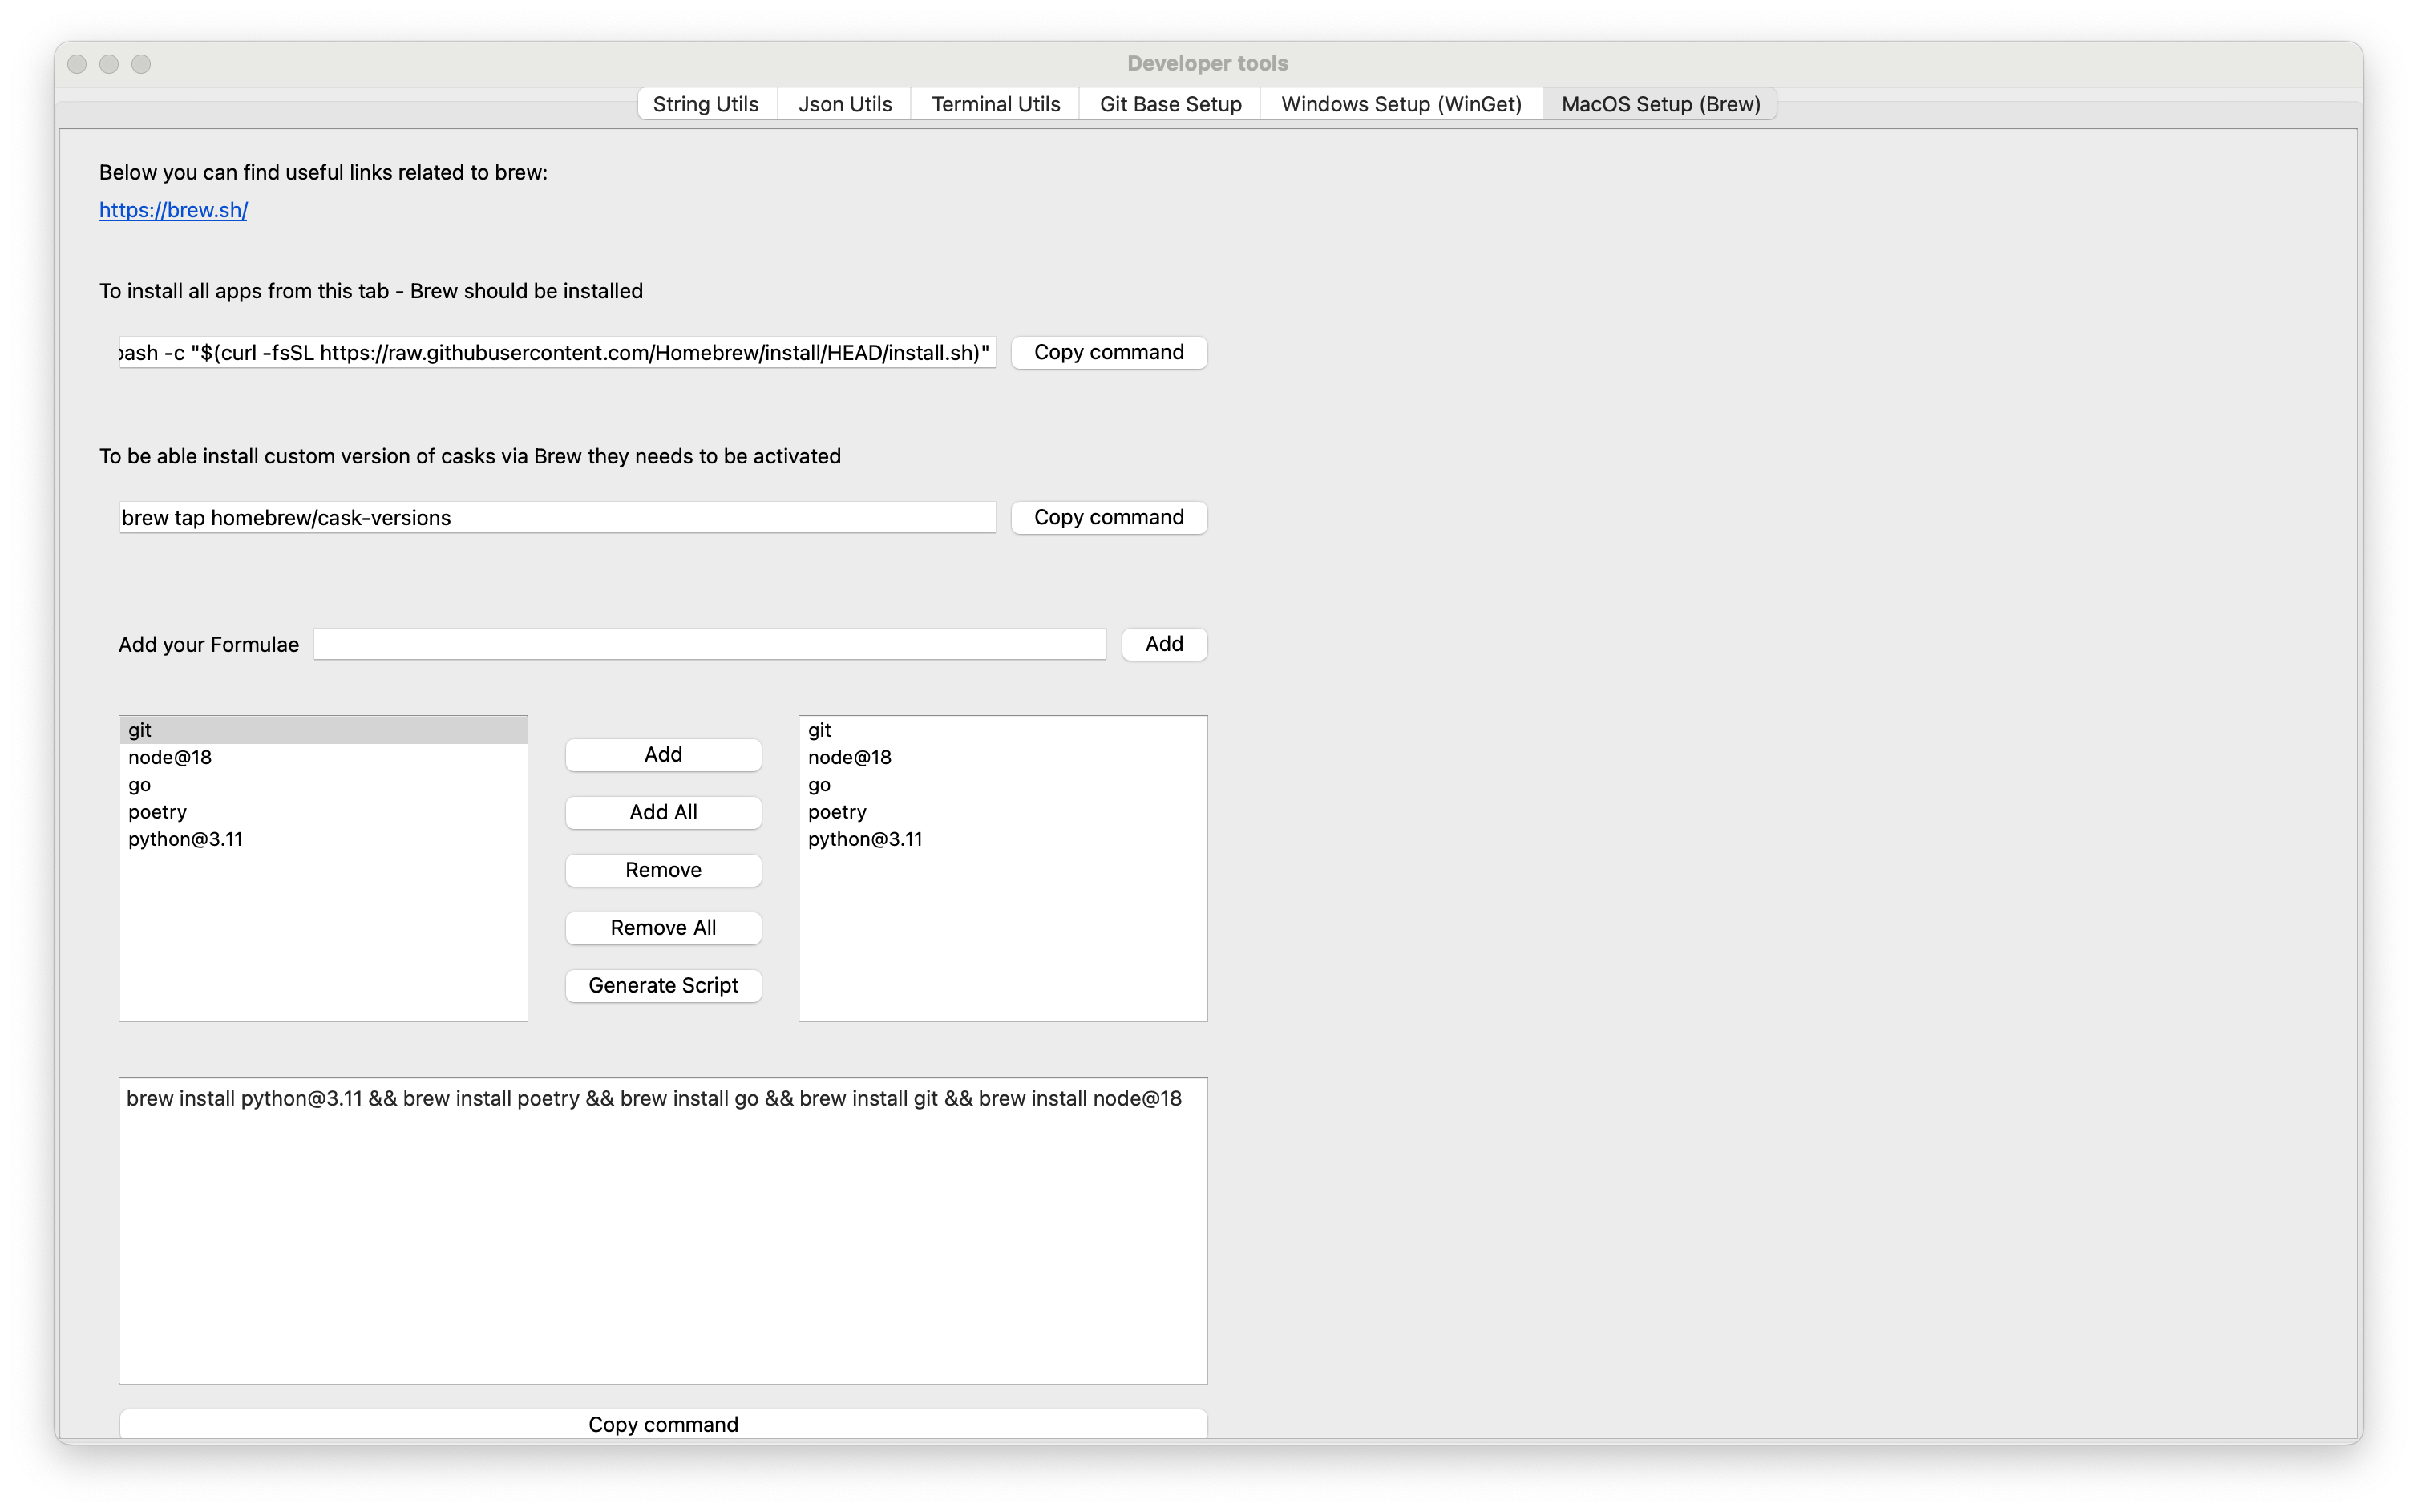 Developer tools
String Utils Json Utils Terminal Utils Git Base Setup Windows Setup (WinGet) MacOS Setup (Brew)
Below you can find useful links related to brew:
https://brew.sh/
To install all apps from this tab - Brew should be installed
bash -c "$(curl -fsSL https://raw.githubusercontent.com/Homebrew/install/HEAD/install.sh)" Copy command
To be able install custom version of casks via Brew they needs to be activated
brew tap homebrew/cask-versions Copy command
Add your Formulae Add
git
node@18
go
poetry
python@3.11
Add
Add All
Remove
Remove All
Generate Script
git
node@18
go
poetry
python@3.11
brew install python@3.11 && brew install poetry && brew install go && brew install git && brew install node@18
Copy command